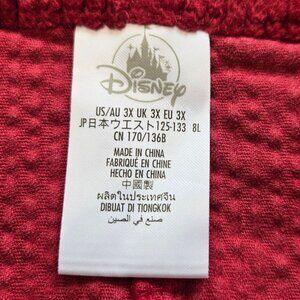 Disney
US/AU 3X UK 3X EU 3X
JP日本ウエスト125-133 8L
CN 170/136B
MADE IN CHINA
FABRIQUÉ EN CHINE
HECHO EN CHINA
中國製
ผลิตในประเทศจีน
DIBUAT DI TIONGKOK
صنع في الصين